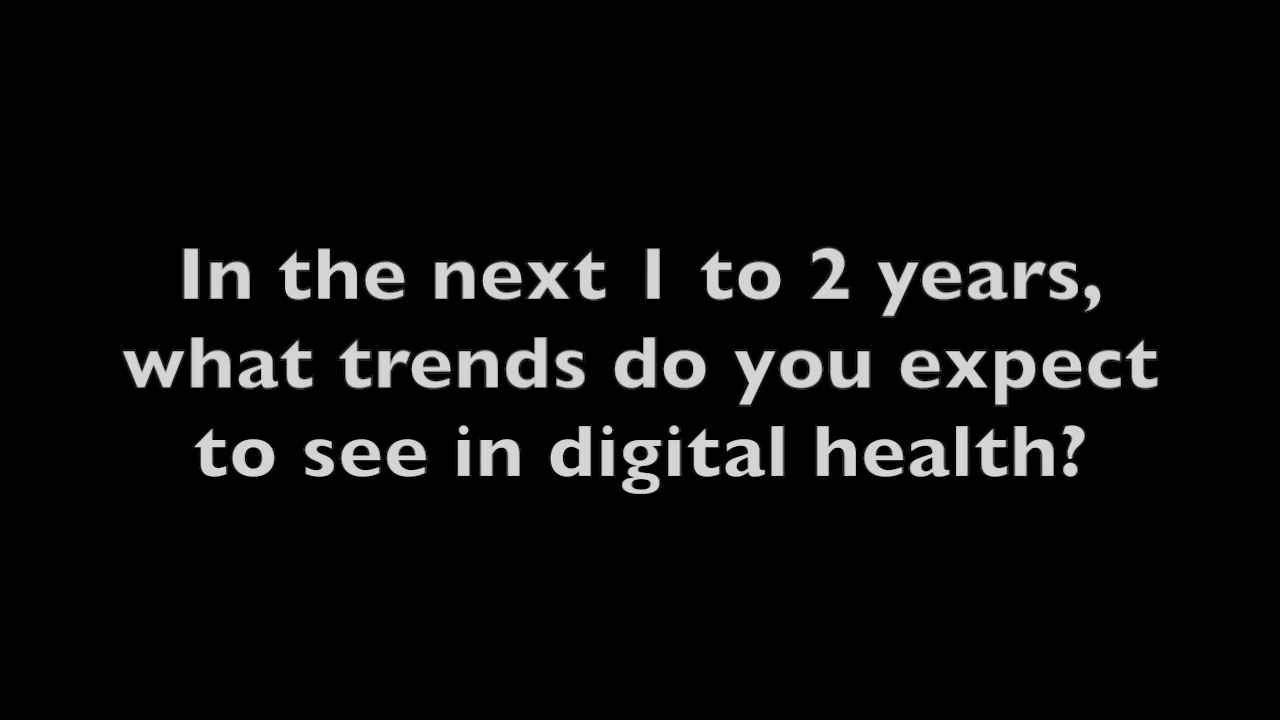 In the next 1 to 2 years,
what trends do you expect
to see in digital health?